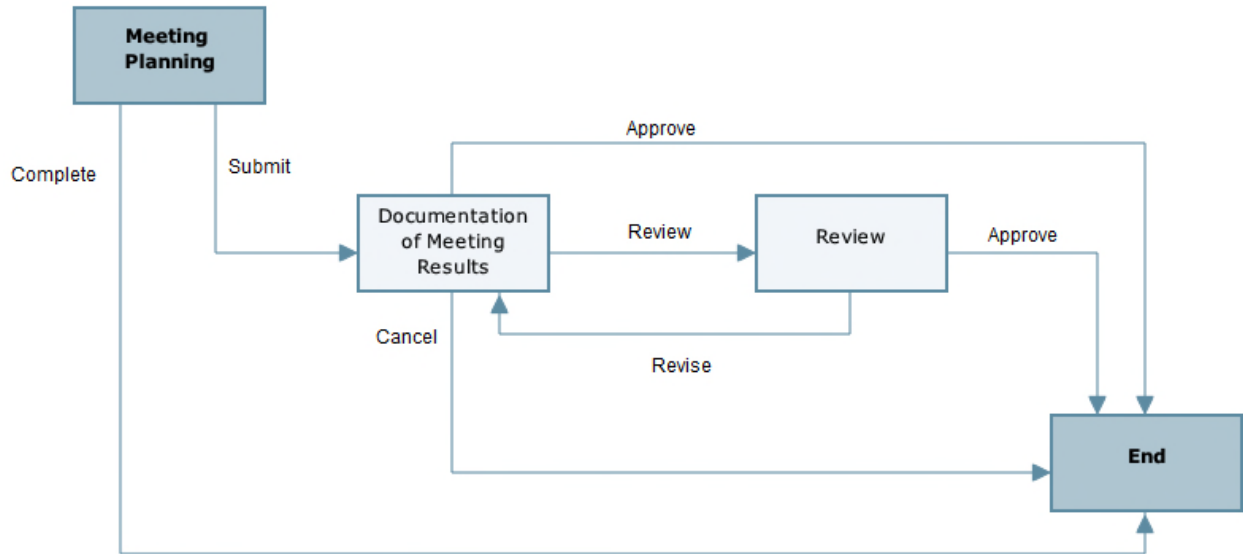 Meeting
Planning
Approve
Complete
Submit
Documentation
of Meeting
Results
Review
Review
Approve
Cancel
Revise
End